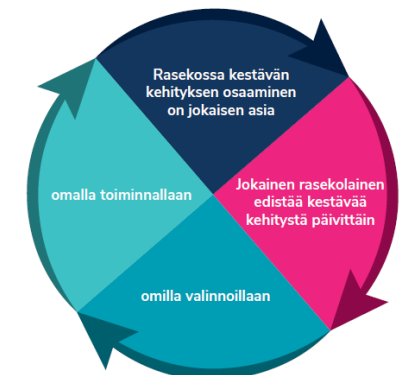 Rasekossa kestävän
kehityksen osaaminen
on jokaisen asia
Jokainen rasekolainen
edistää kestävää
kehitystä päivittäin
omilla valinnoillaan
omalla toiminnallaan